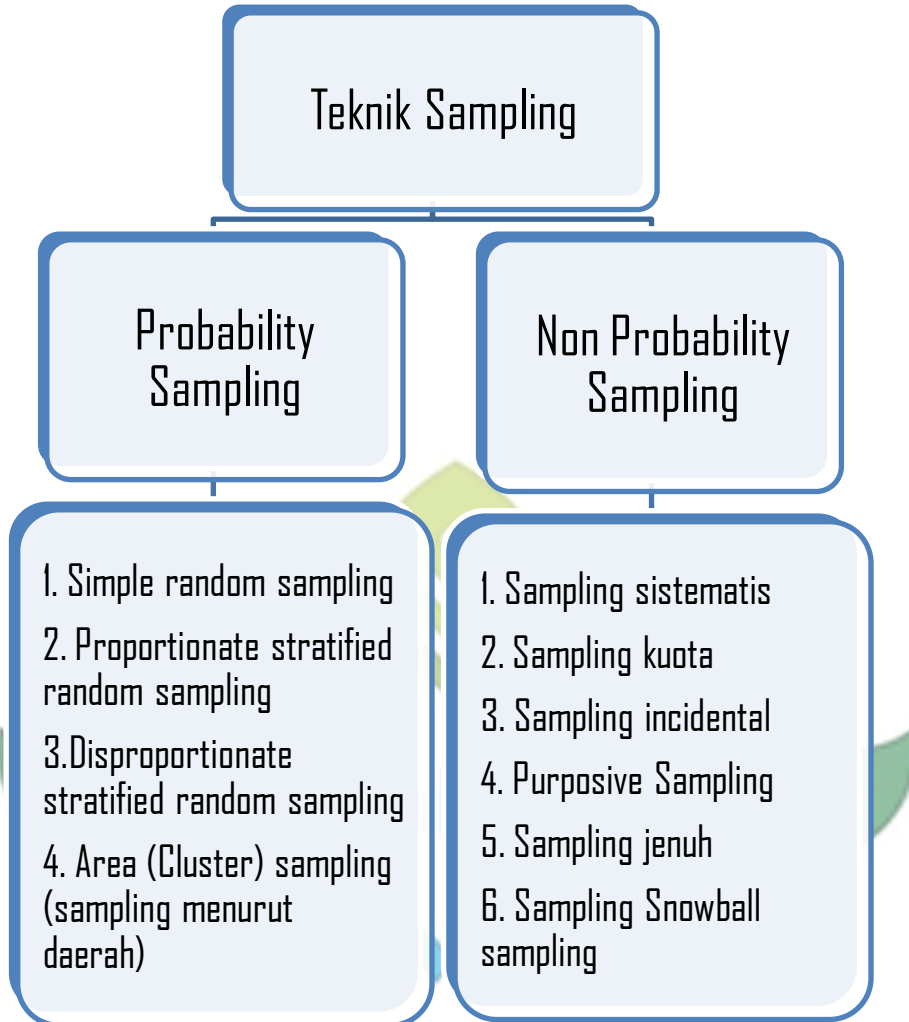 Teknik Sampling
Probability
Sampling
Non Probability
Sampling
1. Simple random sampling
2. Proportionate stratified
random sampling
3.Disproportionate
stratified random sampling
4. Area (Cluster) sampling
(sampling menurut
daerah)
1. Sampling sistematis
2. Sampling kuota
3. Sampling incidental
4. Purposive Sampling
5. Sampling jenuh
6. Sampling Snowball
sampling